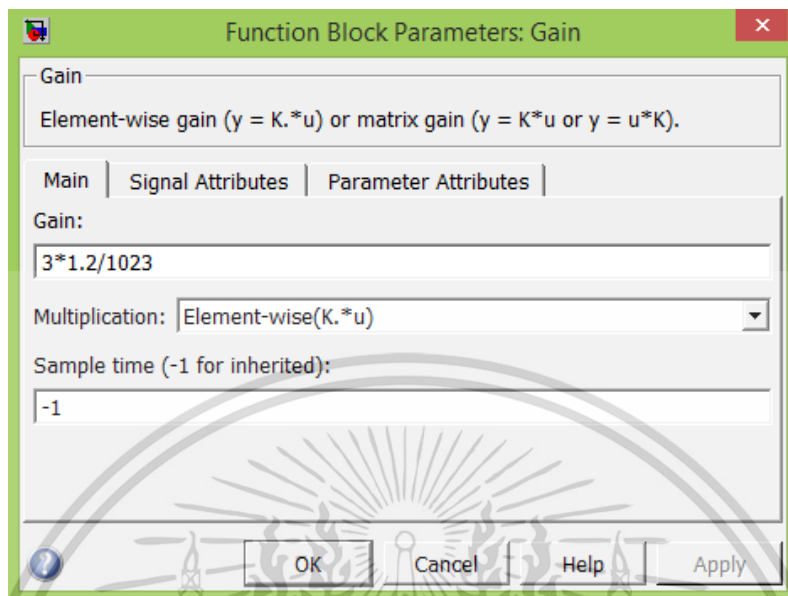 Function Block Parameters: Gain
Gain
Element-wise gain (y = K.*u) or matrix gain (y = K*u or y = u*K).
Main Signal Attributes Parameter Attributes
Gain:
3*1.2/1023
Multiplication: Element-wise(K.*u)
Sample time (-1 for inherited):
-1
OK Cancel Help Apply